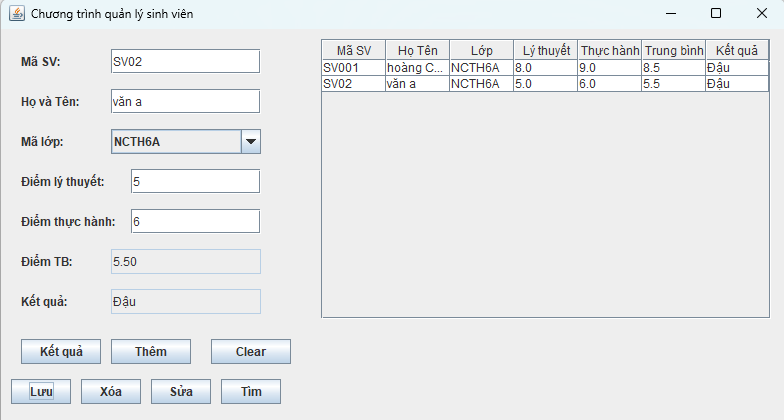 Chương trình quản lý sinh viên
Mã SV: SV02
Họ và Tên: văn a
Mã lớp: NCTH6A
Điểm lý thuyết: 5
Điểm thực hành: 6
Điểm TB: 5.50
Kết quả: Đậu
Kết quả Thêm Clear
Lưu Xóa Sửa Tìm
Mã SV Họ Tên Lớp Lý thuyết Thực hành Trung bình Kết quả
SV001 hoàng C... NCTH6A 8.0 9.0 8.5 Đậu
SV02 văn a NCTH6A 5.0 6.0 5.5 Đậu